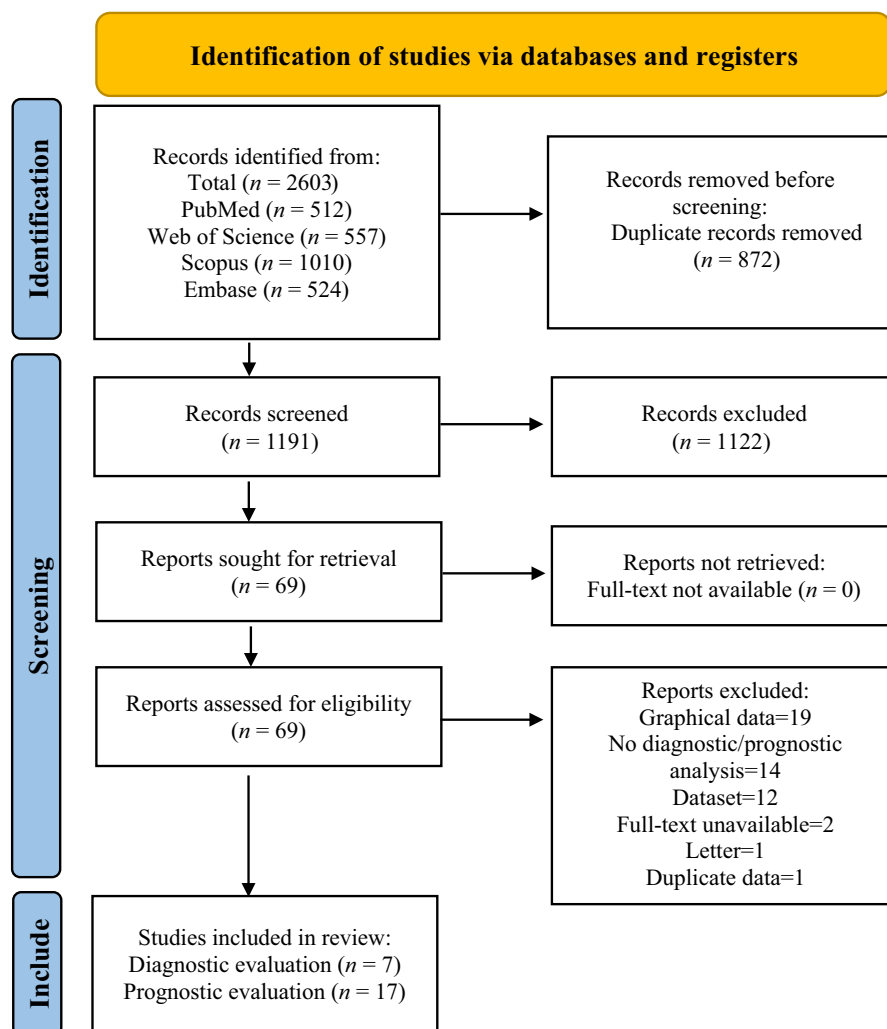 Identification of studies via databases and registers
Identification
Records identified from:
Total (n = 2603)
PubMed (n = 512)
Web of Science (n = 557)
Scopus (n = 1010)
Embase (n = 524)
Records removed before
screening:
Duplicate records removed
(n = 872)
Screening
Records screened
(n = 1191)
Records excluded
(n = 1122)
Reports sought for retrieval
(n = 69)
Reports not retrieved:
Full-text not available (n = 0)
Reports assessed for eligibility
(n = 69)
Reports excluded:
Graphical data=19
No diagnostic/prognostic
analysis=14
Dataset=12
Full-text unavailable=2
Letter=1
Duplicate data=1
Include
Studies included in review:
Diagnostic evaluation (n = 7)
Prognostic evaluation (n = 17)